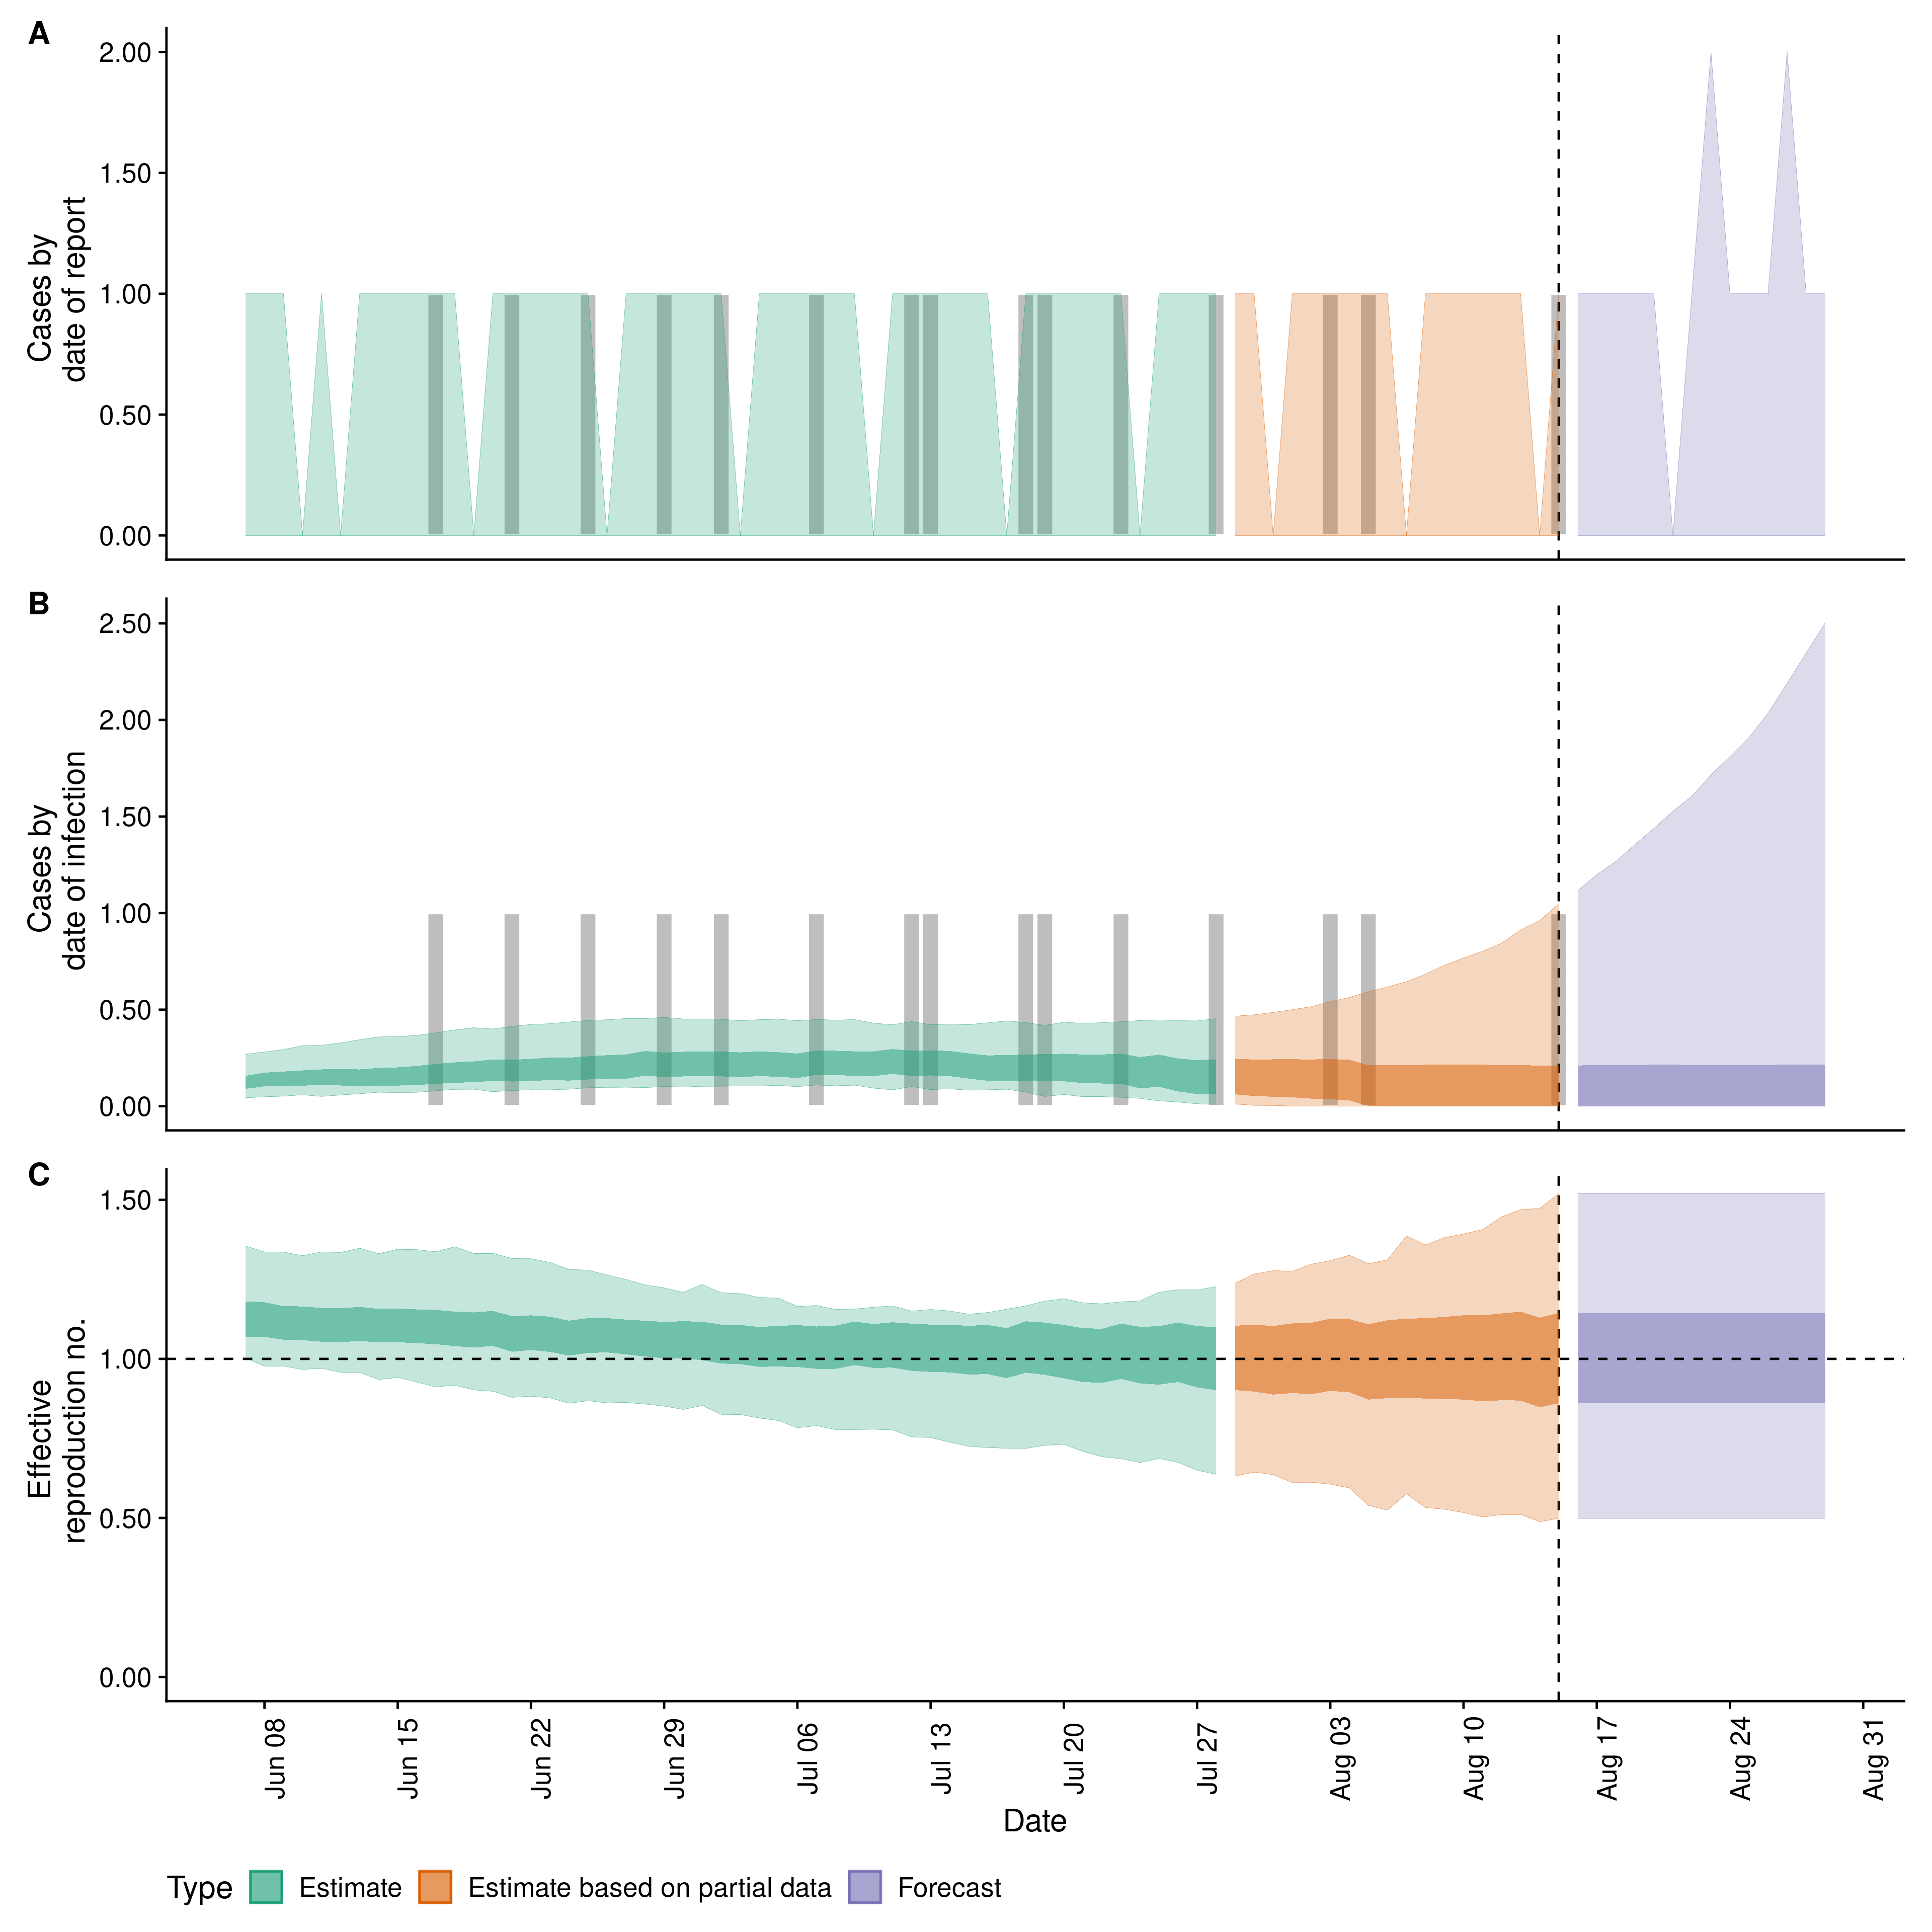 A
2.00
1.50
1.00
0.50
0.00
Cases by
date of report
B
2.50
2.00
1.50
1.00
0.50
0.00
Cases by
date of infection
C
1.50
1.00
0.50
0.00
Effective
reproduction no.
Jun 08
Jun 15
Jun 22
Jun 29
Jul 06
Jul 13
Jul 20
Jul 27
Aug 03
Aug 10
Aug 17
Aug 24
Aug 31
Date
Type Estimate Estimate based on partial data Forecast